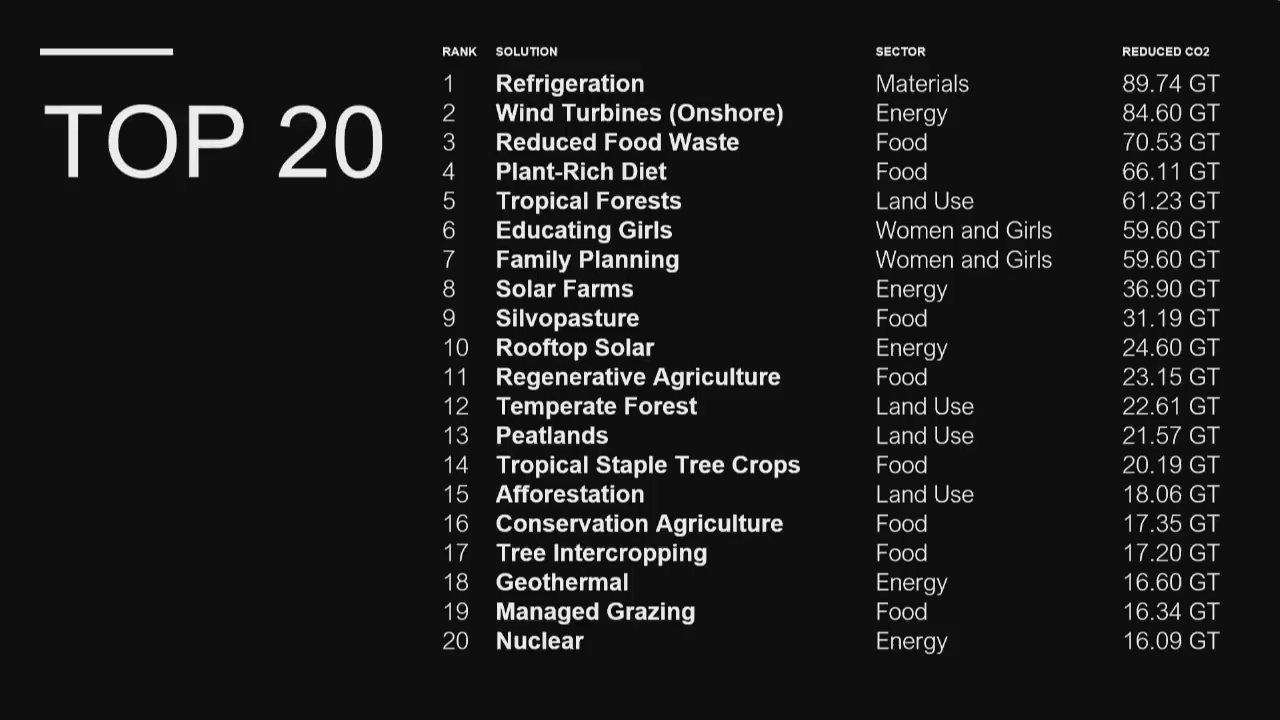 TOP 20
RANK SOLUTION SECTOR REDUCED CO2
1 Refrigeration Materials 89.74 GT
2 Wind Turbines (Onshore) Energy 84.60 GT
3 Reduced Food Waste Food 70.53 GT
4 Plant-Rich Diet Food 66.11 GT
5 Tropical Forests Land Use 61.23 GT
6 Educating Girls Women and Girls 59.60 GT
7 Family Planning Women and Girls 59.60 GT
8 Solar Farms Energy 36.90 GT
9 Silvopasture Food 31.19 GT
10 Rooftop Solar Energy 24.60 GT
11 Regenerative Agriculture Food 23.15 GT
12 Temperate Forest Land Use 22.61 GT
13 Peatlands Land Use 21.57 GT
14 Tropical Staple Tree Crops Food 20.19 GT
15 Afforestation Land Use 18.06 GT
16 Conservation Agriculture Food 17.35 GT
17 Tree Intercropping Food 17.20 GT
18 Geothermal Energy 16.60 GT
19 Managed Grazing Food 16.34 GT
20 Nuclear Energy 16.09 GT